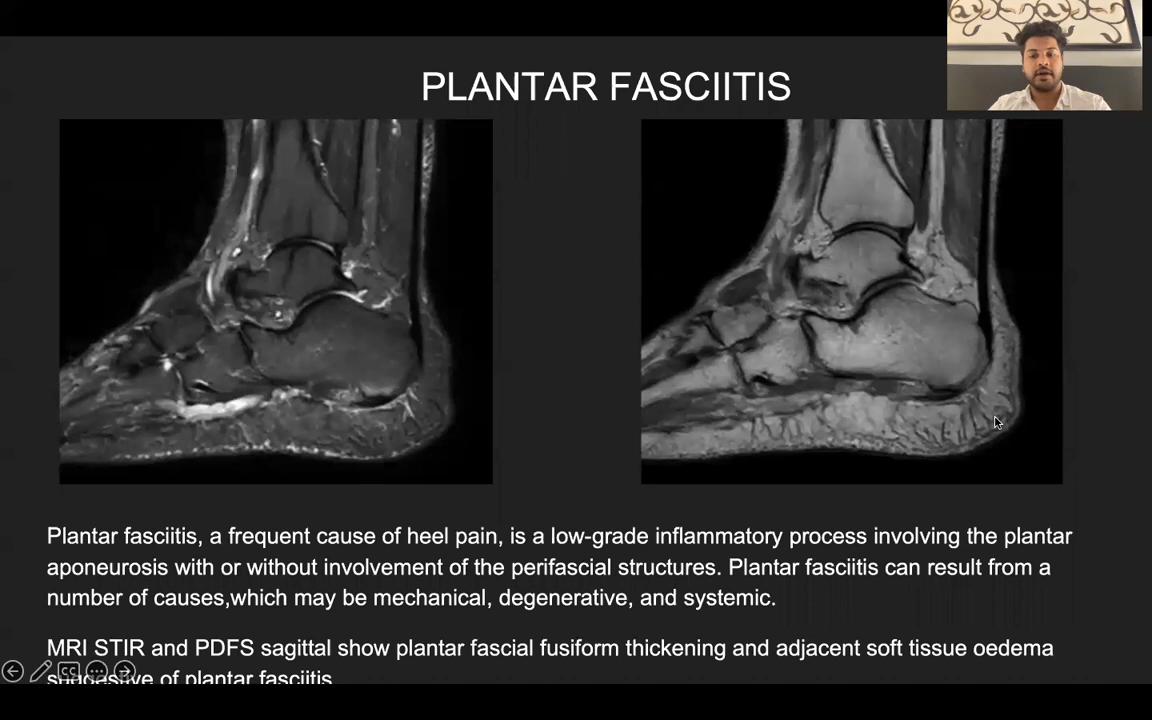 PLANTAR FASCIITIS
Plantar fasciitis, a frequent cause of heel pain, is a low-grade inflammatory process involving the plantar
aponeurosis with or without involvement of the perifascial structures. Plantar fasciitis can result from a
number of causes,which may be mechanical, degenerative, and systemic.
MRI STIR and PDFS sagittal show plantar fascial fusiform thickening and adjacent soft tissue oedema
suggestive of plantar fasciitis
CC